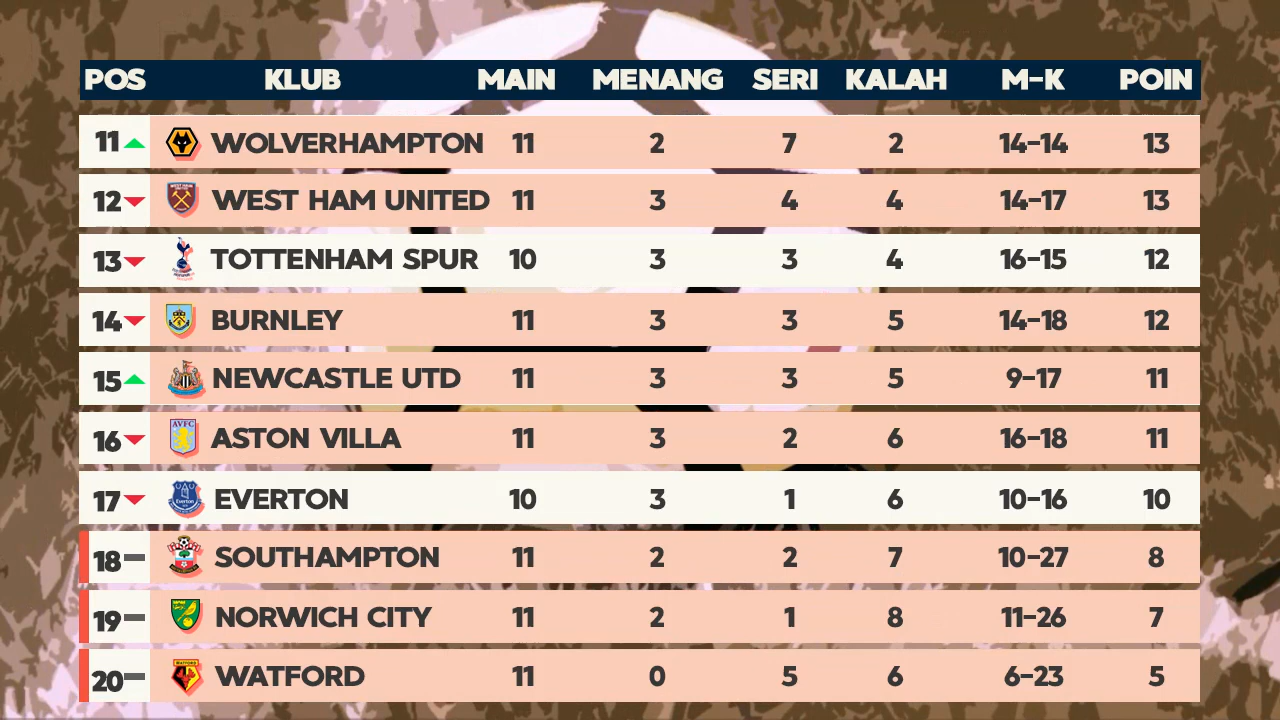 POS KLUB MAIN MENANG SERI KALAH M-K POIN
11 WOLVERHAMPTON 11 2 7 2 14-14 13
12 WEST HAM UNITED 11 3 4 4 14-17 13
13 TOTTENHAM SPUR 10 3 3 4 16-15 12
14 BURNLEY 11 3 3 5 14-18 12
15 NEWCASTLE UTD 11 3 3 5 9-17 11
16 AVFC ASTON VILLA 11 3 2 6 16-18 11
17 Everton EVERTON 10 3 1 6 10-16 10
18 SOUTHAMPTON 11 2 2 7 10-27 8
19 NORWICH CITY 11 2 1 8 11-26 7
20 WATFORD 11 0 5 6 6-23 5